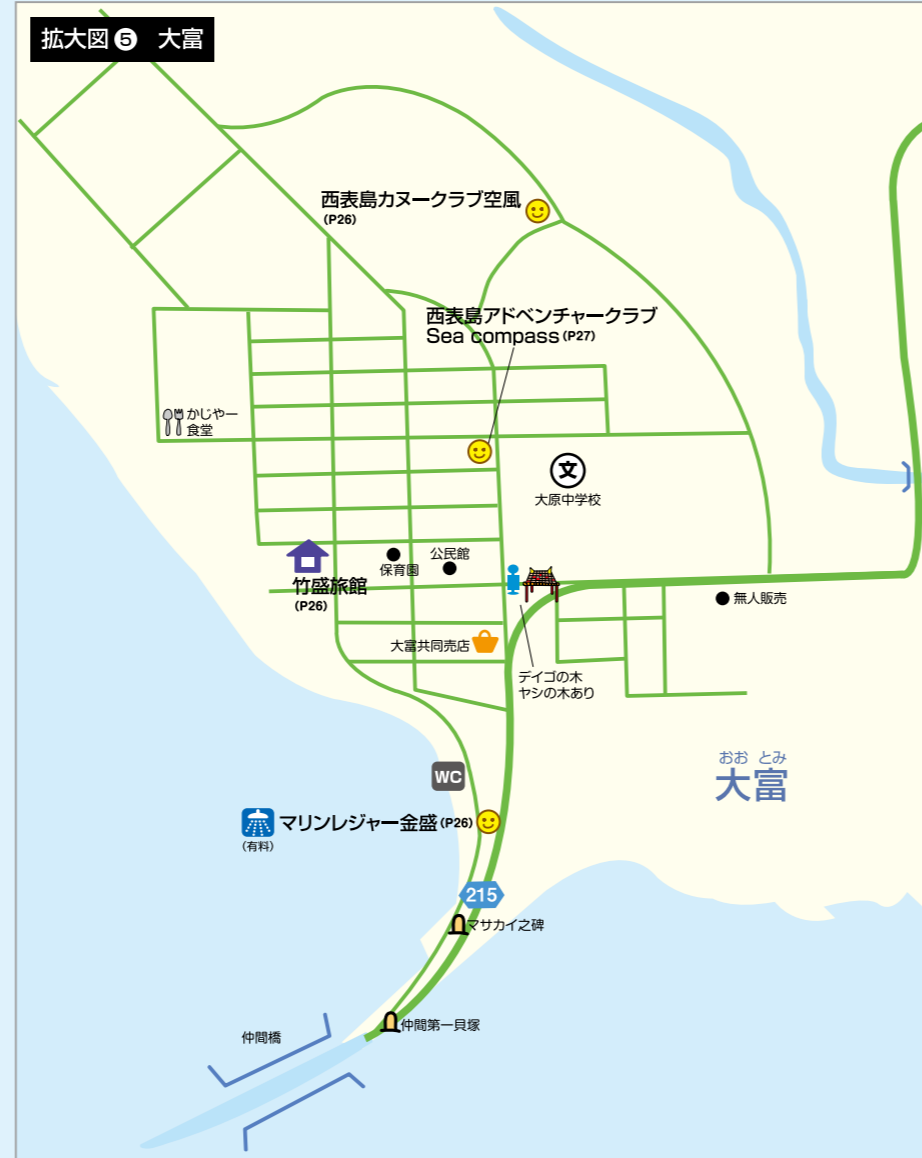 拡大図❺　大富
西表島カヌークラブ空風
(P26)
西表島アドベンチャークラブ
Sea compass (P27)
かじやー
食堂
文
大原中学校
保育園
公民館
竹盛旅館
(P26)
無人販売
大富共同売店
デイゴの木
ヤシの木あり
おお とみ
大富
WC
マリンレジャー金盛 (P26)
(有料)
215
マサカイ之碑
仲間第一貝塚
仲間橋